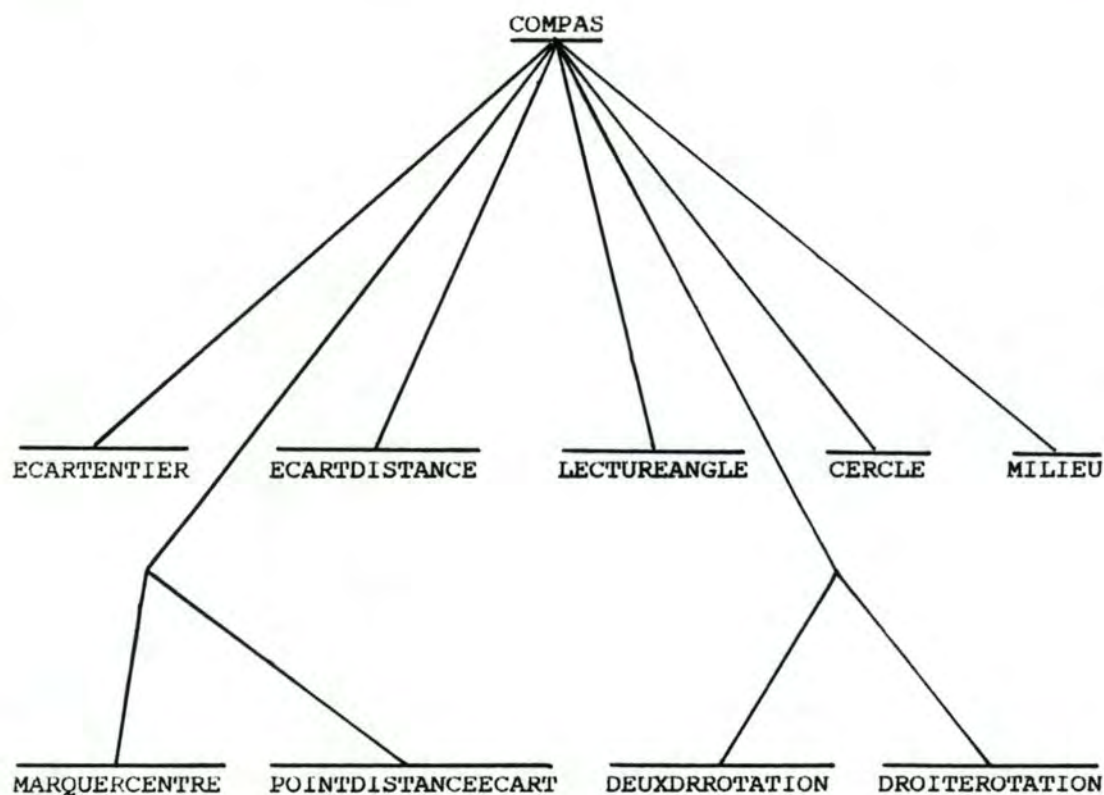 COMPAS
ECARTENTIER ECARTDISTANCE LECTUREANGLE CERCLE MILIEU
MARQUERCENTRE POINTDISTANCEECART DEUXDRROTATION DROITEROTATION